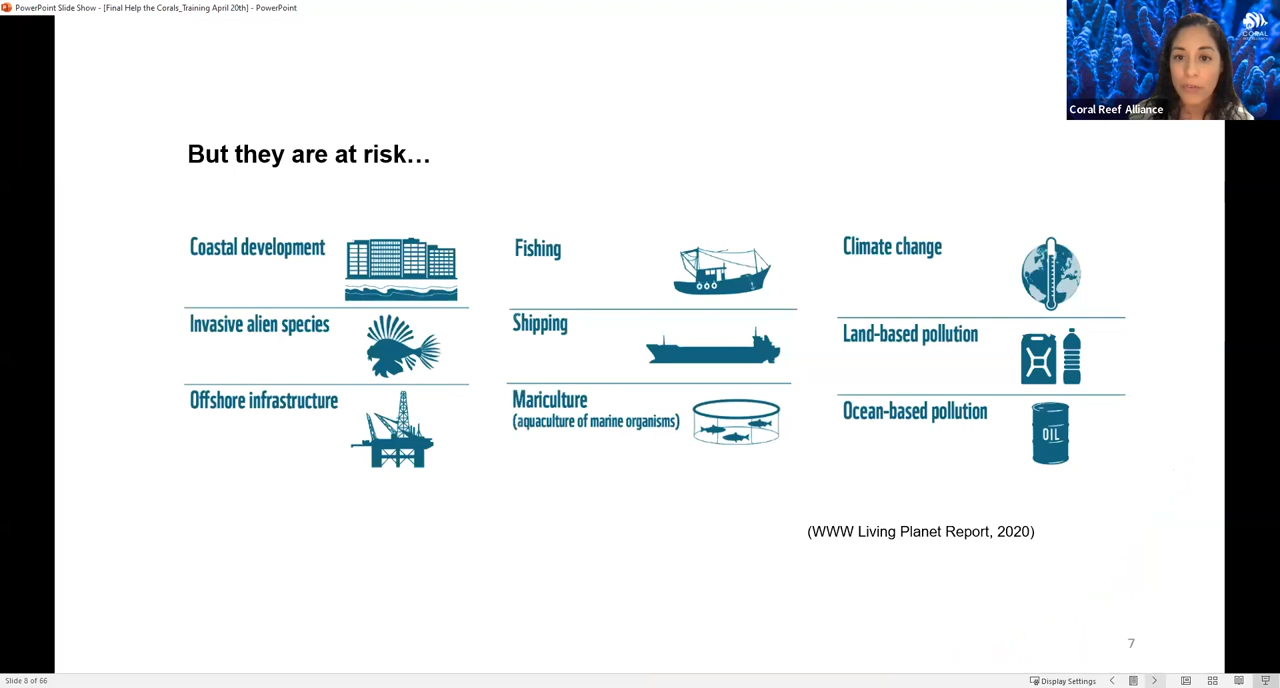 PowerPoint Slide Show - [Final Help the Corals_Training April 20th] - PowerPoint
CORAL
Coral Reef Alliance
But they are at risk…
Coastal development
Fishing
Climate change
Invasive alien species
Shipping
Land-based pollution
Offshore infrastructure
Mariculture
(aquaculture of marine organisms)
Ocean-based pollution
OIL
(WWW Living Planet Report, 2020)
7
Slide 8 of 66
Display Settings